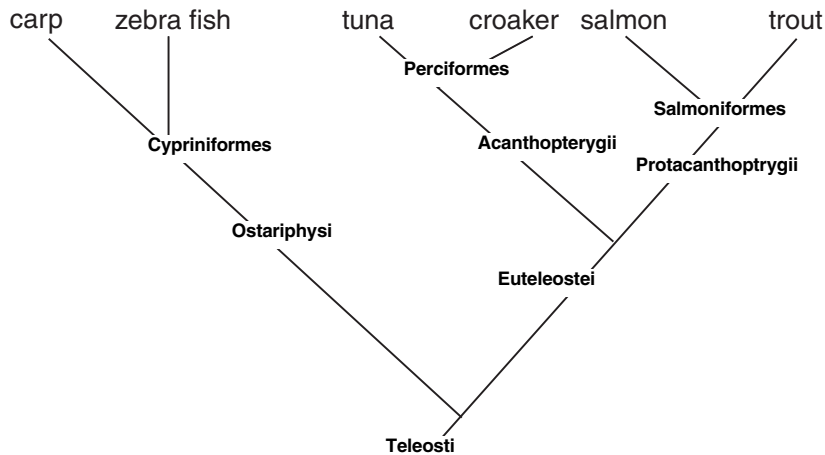 carp zebra fish tuna croaker salmon trout
Perciformes
Salmoniformes
Cypriniformes Acanthopterygii
Protacanthoptrygii
Ostariphysi
Euteleostei
Teleosti